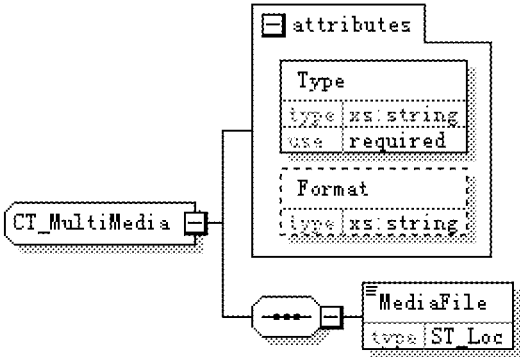 attributes
Type
type xs:string
use required
Format
type xs:string
CT_MultiMedia
MediaFile
type ST_Loc